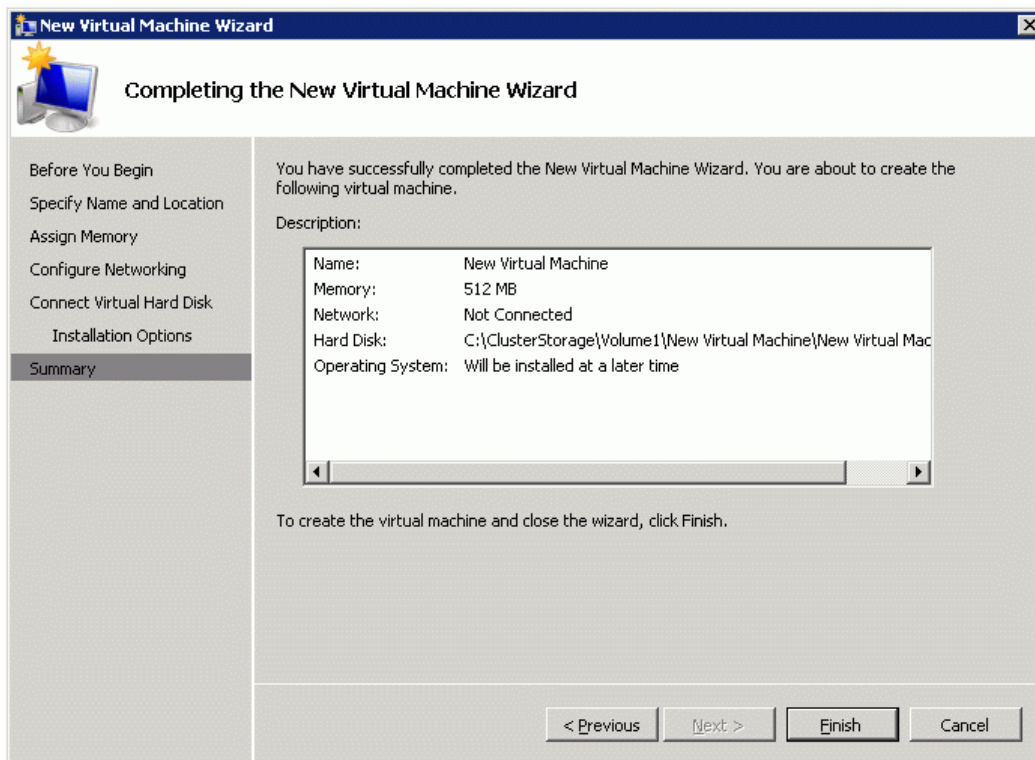 New Virtual Machine Wizard
Completing the New Virtual Machine Wizard
Before You Begin
Specify Name and Location
Assign Memory
Configure Networking
Connect Virtual Hard Disk
Installation Options
Summary
You have successfully completed the New Virtual Machine Wizard. You are about to create the
following virtual machine.
Description:
Name: New Virtual Machine
Memory: 512 MB
Network: Not Connected
Hard Disk: C:\ClusterStorage\Volume1\New Virtual Machine\New Virtual Mac
Operating System: Will be installed at a later time
To create the virtual machine and close the wizard, click Finish.
< Previous Next > Finish Cancel